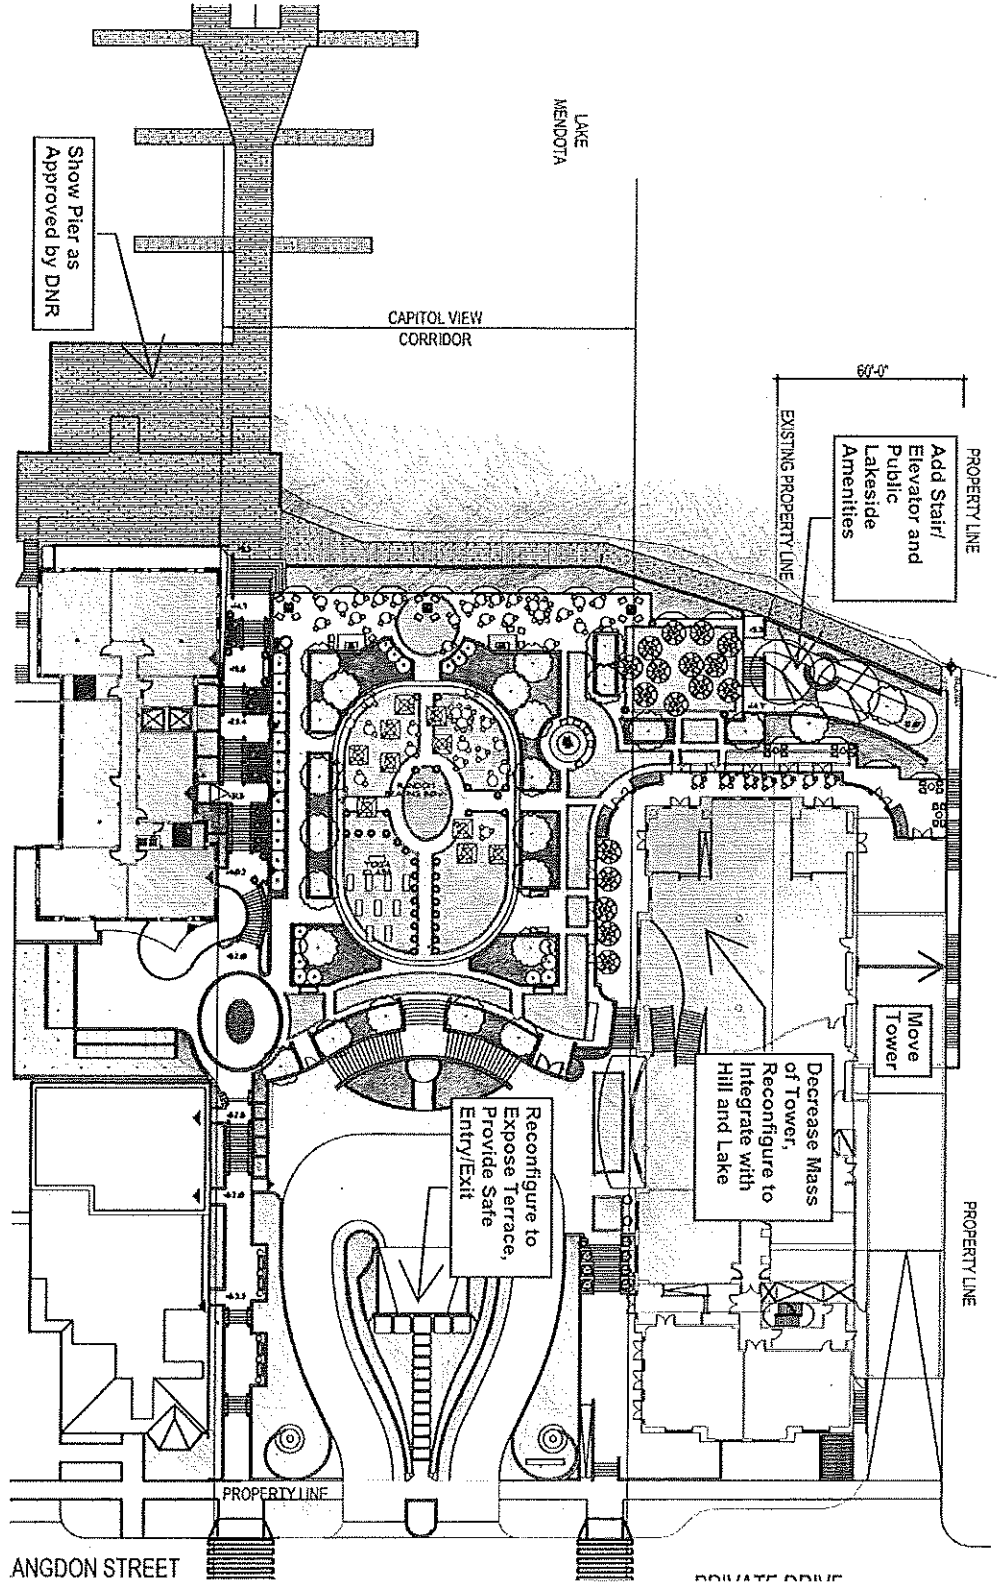 LAKE
MENDOTA
Show Pier as
Approved by DNR
CAPITOL VIEW
CORRIDOR
60'-0"
PROPERTY LINE
EXISTING PROPERTY LINE
Add Stair/
Elevator and
Public
Lakeside
Amenities
Move
Tower
Decrease Mass
of Tower,
Reconfigure to
Integrate with
Hill and Lake
Reconfigure to
Expose Terrace,
Provide Safe
Entry/Exit
PROPERTY LINE
PROPERTY LINE
ANGDON STREET
PRIVATE DRIVE